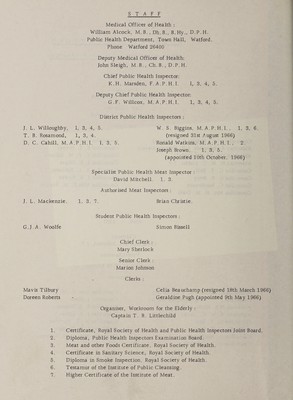 STAFF
Medical Officer of Health :
William Alcock, M.B., Ch.B., B.Hy., D.P.H.
Public Health Department, Town Hall, Watford.
Phone Watford 26400
Deputy Medical Officer of Health:
John Sleigh, M.B., Ch.B., D.P.H.
Chief Public Health Inspector:
R.H. Marsden, F.A.P.H.I. 1, 3, 4, 5.
Deputy Chief Public Health Inspector:
G.F. Willcox, M.A.P.H.I. 1, 3, 4, 5.
District Public Health Inspectors :
J.L. Willoughby, 1, 3, 4, 5. W.S. Biggins, M.A.P.H.I., 1, 3, 6.
T.B. Rosamond, 1, 3, 4. (resigned 31st August 1966)
D.C. Cahill, M.A.P.H.I. 1, 3, 5. Ronald Watkins, M.A.P.H.I., 2.
Joseph Brown, 1, 3, 5.
(appointed 10th October, 1966)
Specialist Public Health Meat Inspector :
David Mitchell 1, 3.
Authorised Meat Inspectors :
J.L. Mackenzie. 1, 3, 7. Brian Christie.
Student Public Health Inspectors :
G.J.A. Woolfe Simon Bissell
Chief Clerk :
Mary Sherlock
Senior Clerk :
Marian Johnson
Clerks :
Mavis Tilbury Celia Beauchamp (resigned 18th March 1966)
Doreen Roberts Geraldine Pugh (appointed 9th May 1966)
Organiser, Workroom for the Elderly :
Captain T.R. Littlechild
1. Certificate, Royal Society of Health and Public Health Inspectors Joint Board.
2. Diploma, Public Health Inspectors Examination Board.
3. Meat and other Foods Certificate, Royal Society of Health.
4. Certificate in Sanitary Science, Royal Society of Health.
5. Diploma in Smoke Inspection, Royal Society of Health.
6. Testamur of the Institute of Public Cleansing.
7. Higher Certificate of the Institute of Meat.